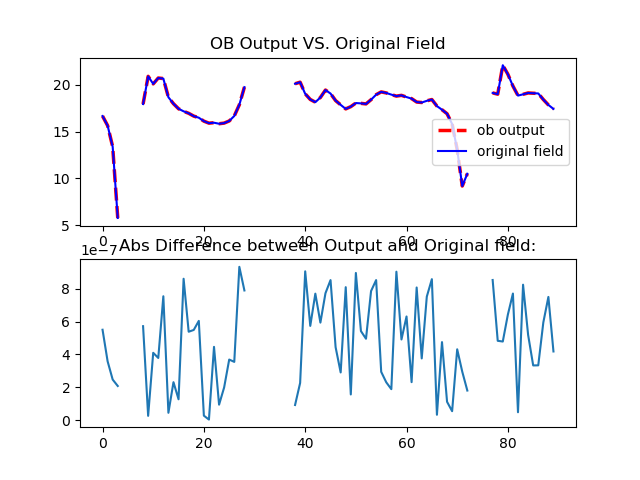 OB Output VS. Original Field
20
15
10
5
ob output
original field
0 20 40 60 80
1e−7
Abs Difference between Output and Original field:
8
6
4
2
0
0 20 40 60 80